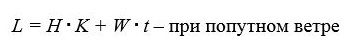 L = H · K + W · t – при попутном ветре